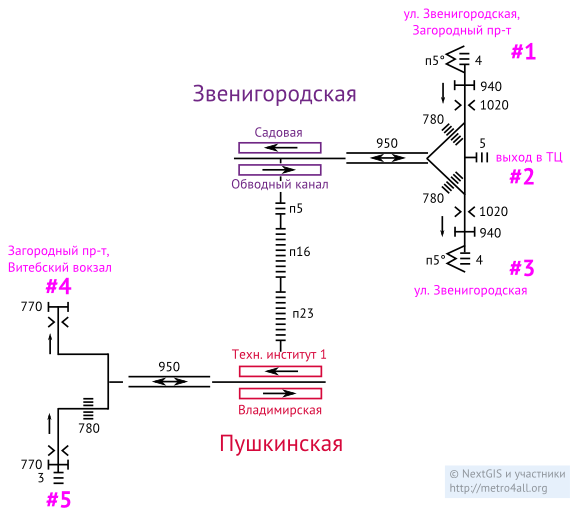 ул. Звенигородская,
Загородный пр-т
#1
п5° 4
940
1020
780
Звенигородская
Садовая
950
5
выход в ТЦ
#2
Обводный канал
780
п5
1020
940
п16
п5° 4
#3
ул. Звенигородская
Загородный пр-т,
Витебский вокзал
#4
770
п23
Техн. институт 1
950
Владимирская
780
Пушкинская
770
3
#5
© NextGIS и участники
http://metro4all.org